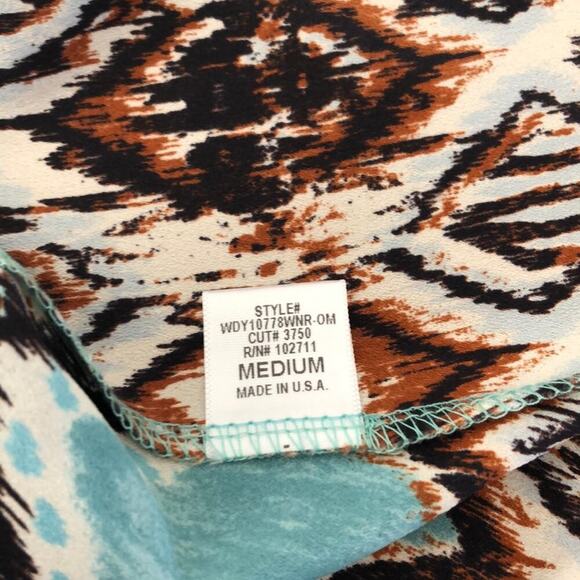 STYLE#
WDY10778WNR-OM
CUT# 3750
R/N# 102711
MEDIUM
MADE IN U.S.A.